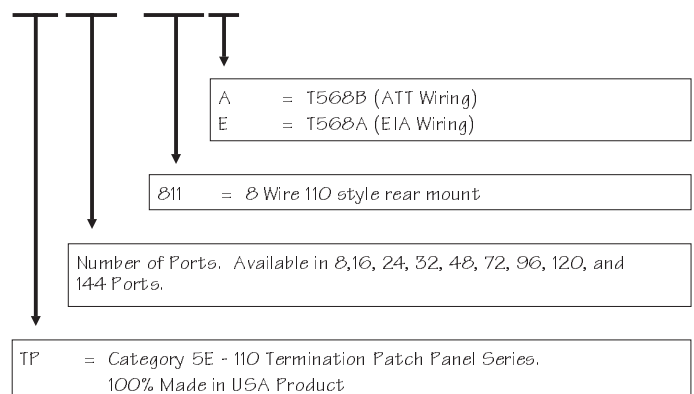 A = T568B (ATT Wiring)
E = T568A (EIA Wiring)
811 = 8 Wire 110 style rear mount
Number of Ports. Available in 8,16, 24, 32, 48, 72, 96, 120, and
144 Ports.
TP = Category 5E - 110 Termination Patch Panel Series.
100% Made in USA Product